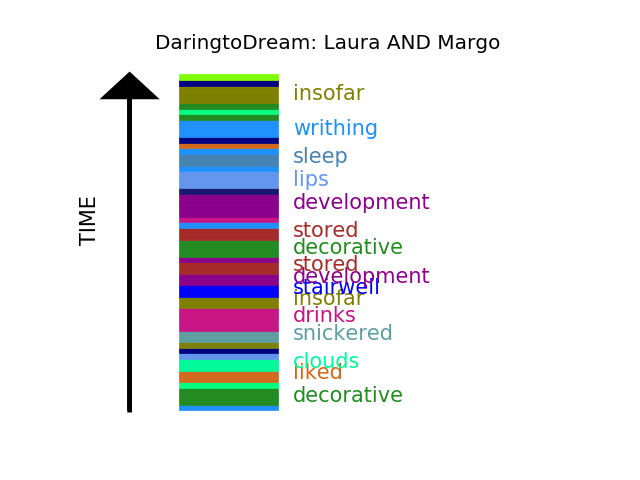 DaringtoDream: Laura AND Margo
TIME
insofar
writhing
sleep
lips
development
stored
decorative
stored
development
stairwell
insofar
drinks
snickered
clouds
liked
decorative